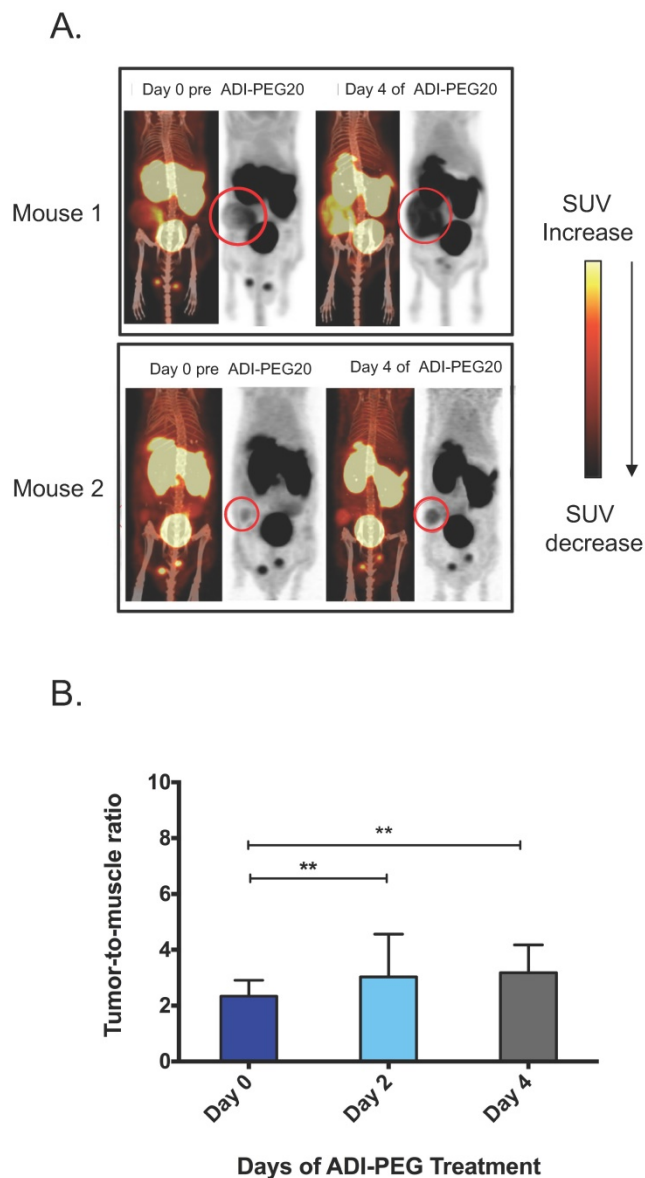 A.
Day 0 pre ADI-PEG20
Day 4 of ADI-PEG20
Mouse 1
SUV
Increase
Day 0 pre ADI-PEG20
Day 4 of ADI-PEG20
Mouse 2
SUV
decrease
B.
10
8
6
4
2
0
Tumor-to-muscle ratio
**
**
Day 0
Day 2
Day 4
Days of ADI-PEG Treatment